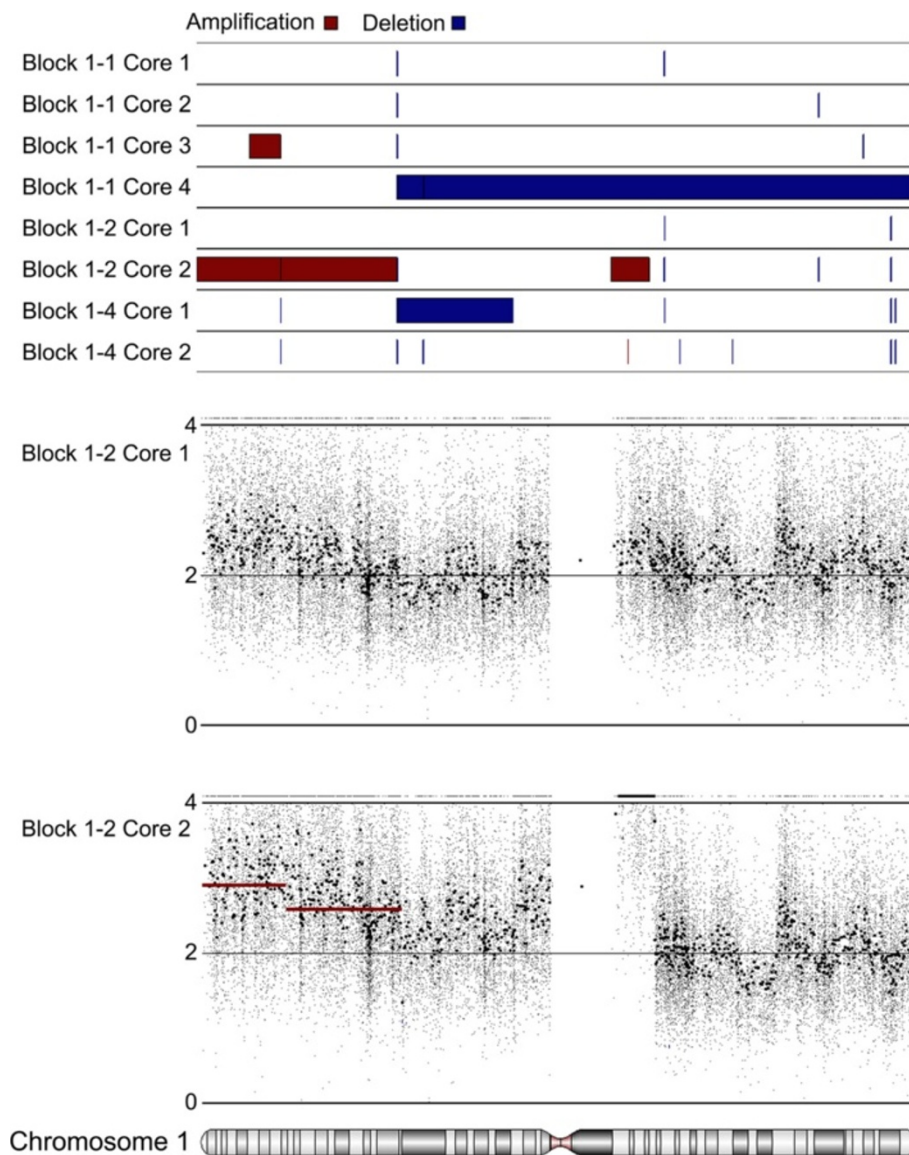 Amplification Deletion
Block 1-1 Core 1
Block 1-1 Core 2
Block 1-1 Core 3
Block 1-1 Core 4
Block 1-2 Core 1
Block 1-2 Core 2
Block 1-4 Core 1
Block 1-4 Core 2
4
Block 1-2 Core 1
2
0
4
Block 1-2 Core 2
2
0
Chromosome 1